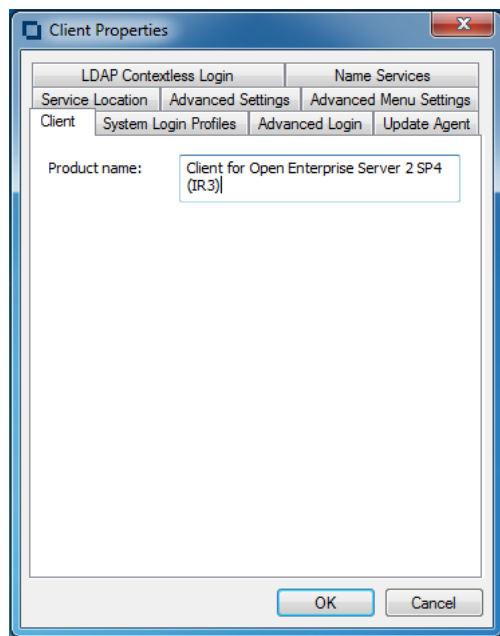 Client Properties
LDAP Contextless Login Name Services
Service Location Advanced Settings Advanced Menu Settings
Client System Login Profiles Advanced Login Update Agent
Product name: Client for Open Enterprise Server 2 SP4
(IR3)
OK Cancel